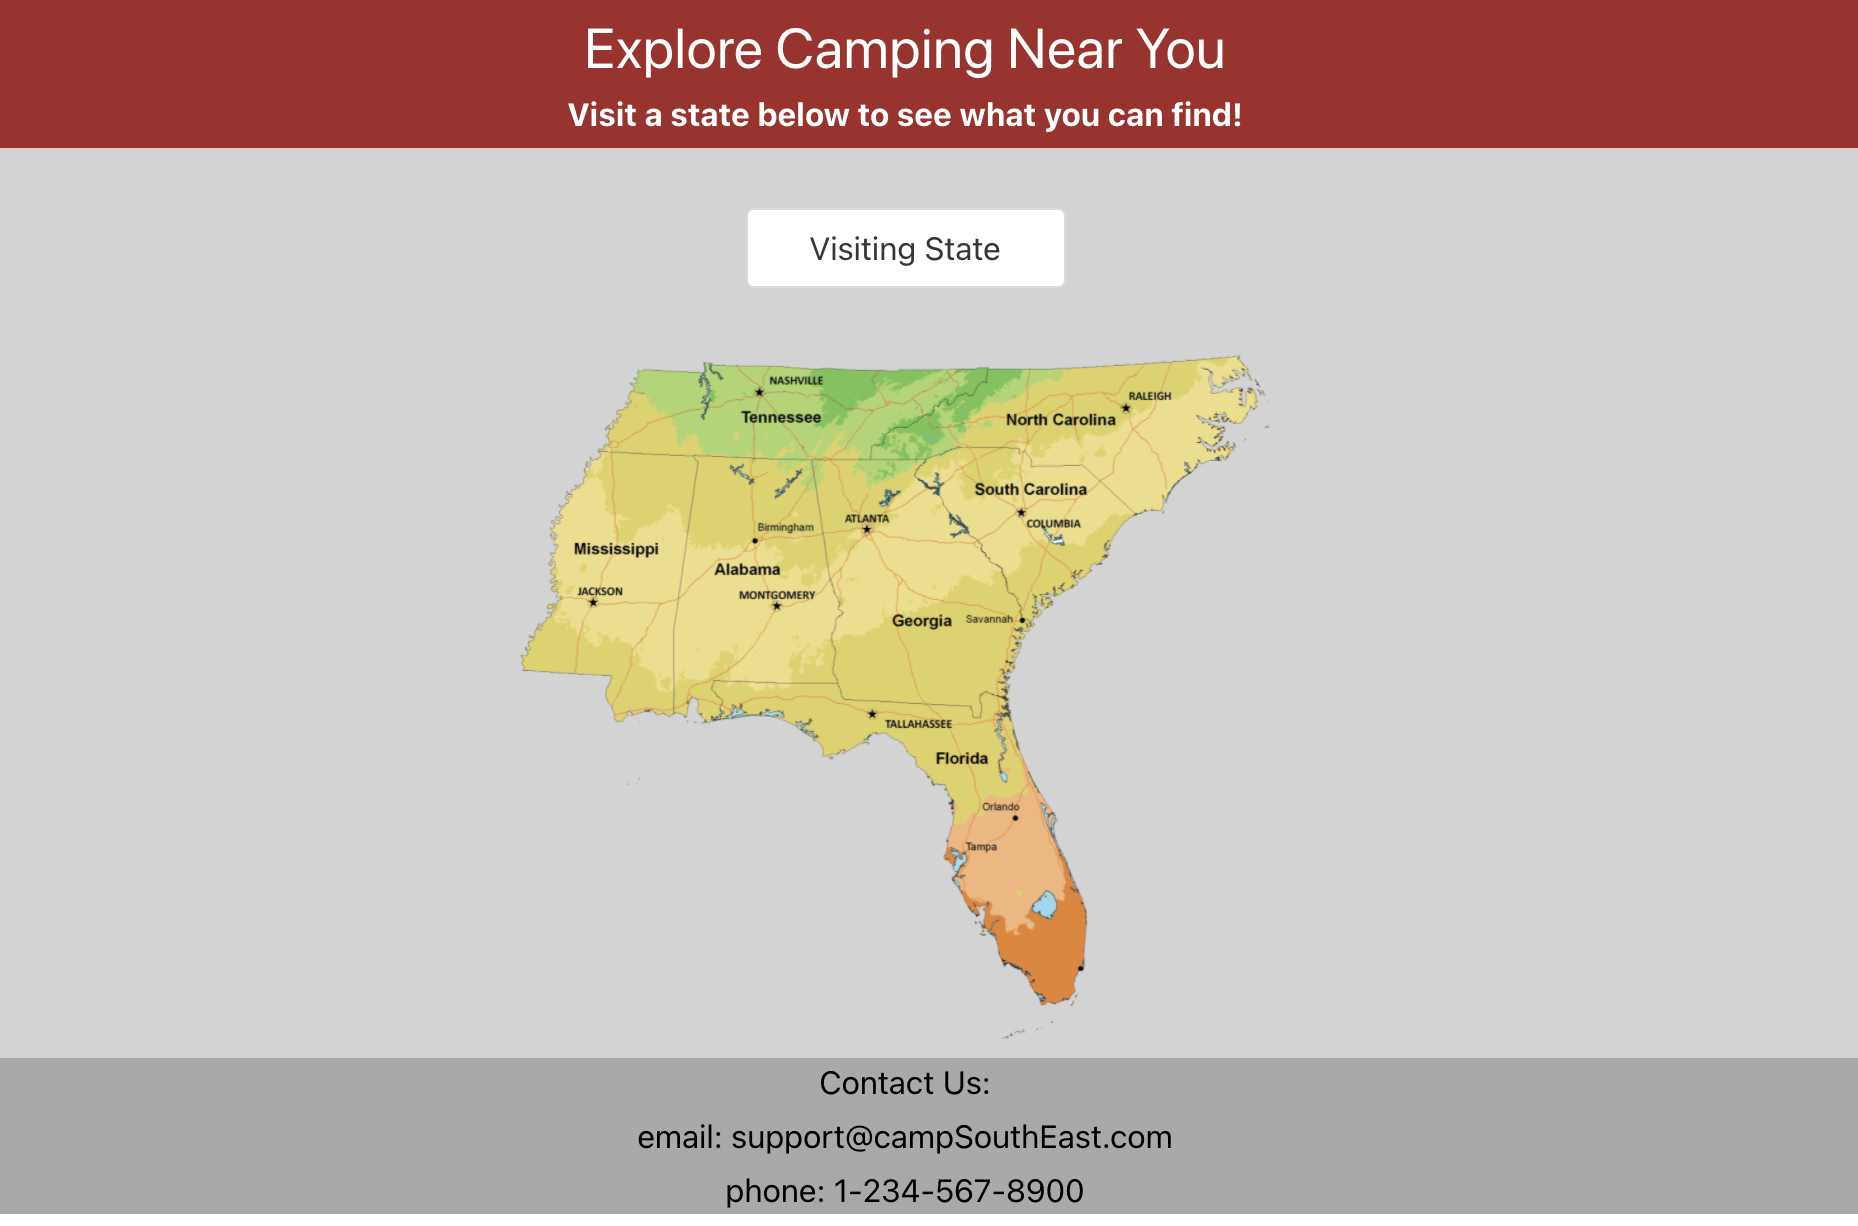 Explore Camping Near You
Visit a state below to see what you can find!
Visiting State
NASHVILLE
Tennessee
RALEIGH
North Carolina
South Carolina
COLUMBIA
ATLANTA
Birmingham
Mississippi
Alabama
JACKSON
MONTGOMERY
Georgia
Savannah
TALLAHASSEE
Florida
Orlando
Tampa
Contact Us:
email: support@campSouthEast.com
phone: 1-234-567-8900